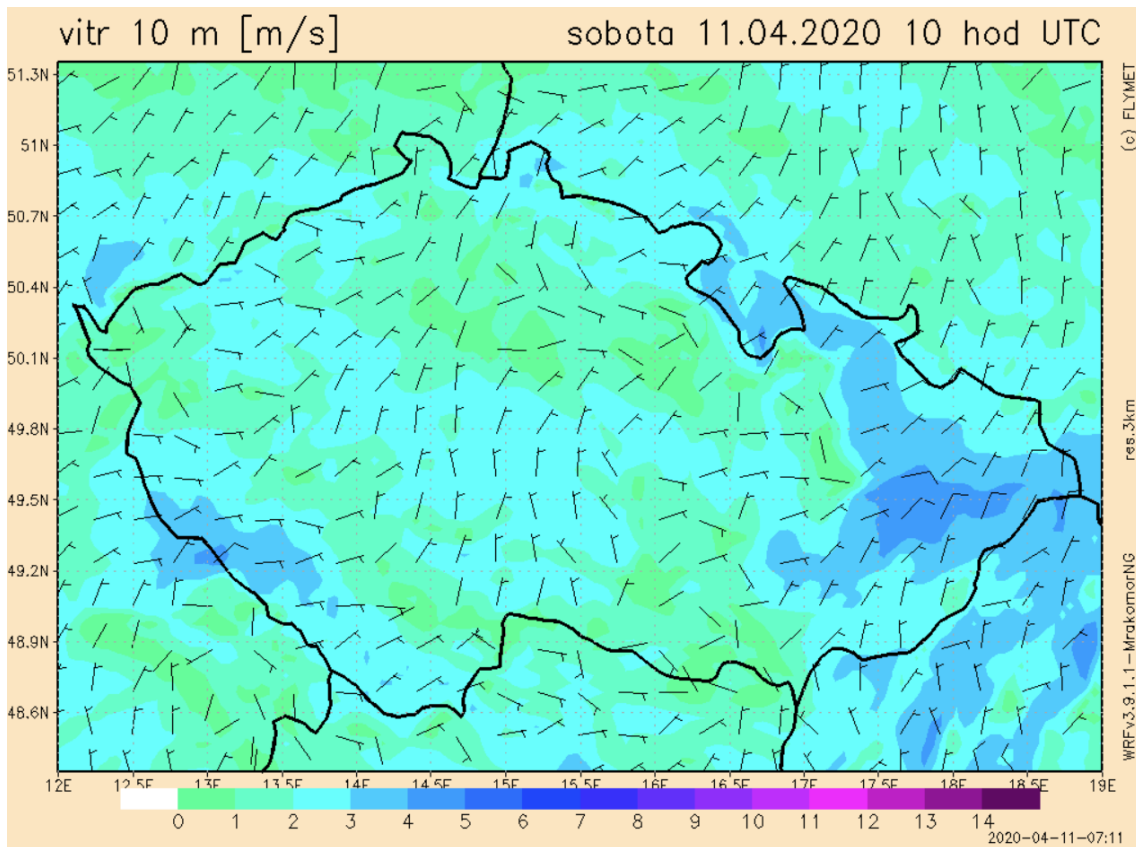 vitr 10 m [m/s] sobota 11.04.2020 10 hod UTC
51.3N
51N
50.7N
50.4N
50.1N
49.8N
49.5N
49.2N
48.9N
48.6N
12E 12.5E 13E 13.5E 14E 14.5E 15E 15.5E 16E 16.5E 17E 17.5E 18E 18.5E 19E
0 1 2 3 4 5 6 7 8 9 10 11 12 13 14
2020-04-11-07:11
(c) FLYMET
res.3km
WRFv3.9.1.1-MrakomorNG